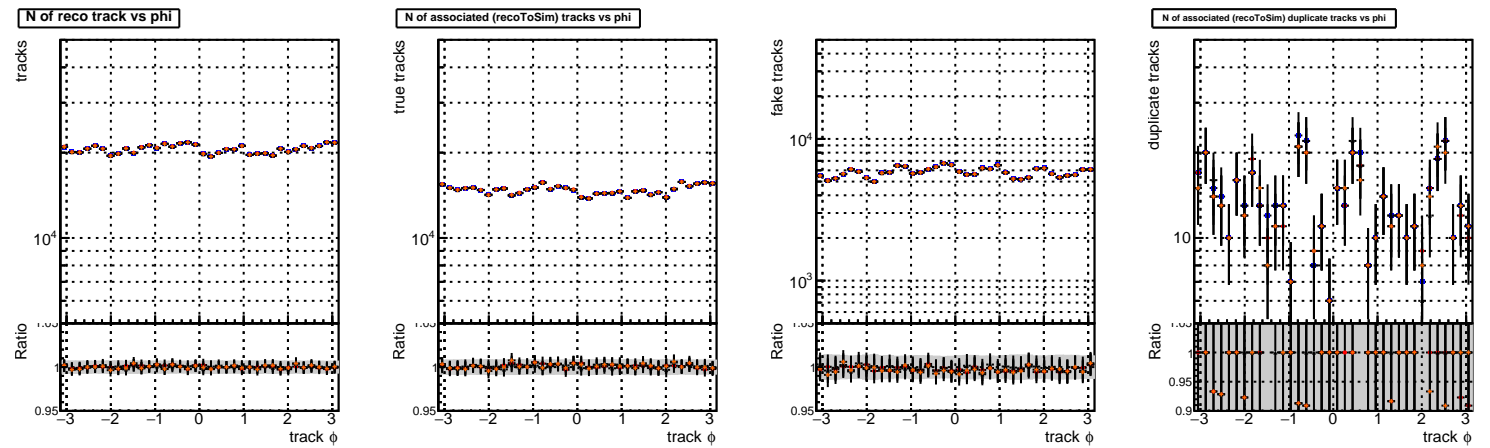 N of reco track vs phi
tracks
10⁴
Ratio
1
0.95
−3 −2 −1 0 1 2 3
track ϕ
N of associated (recoToSim) tracks vs phi
true tracks
10⁴
Ratio
1
0.95
−3 −2 −1 0 1 2 3
track ϕ
fake tracks
10⁴
10³
Ratio
1
0.95
−3 −2 −1 0 1 2 3
track ϕ
N of associated (recoToSim) duplicate tracks vs phi
duplicate tracks
10
Ratio
1
0.95
0.9
−3 −2 −1 0 1 2 3
track ϕ